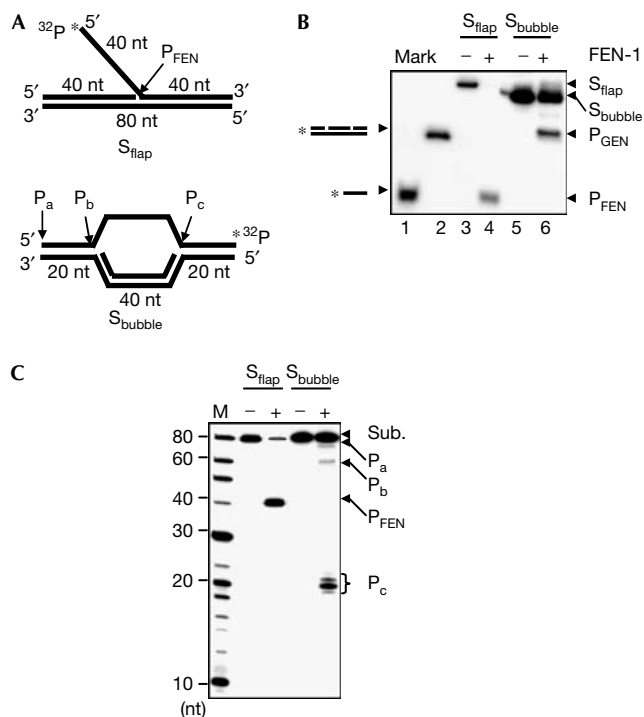 A
5′
32P *
40 nt
PFEN
40 nt
40 nt
5′
3′
3′
80 nt
5′
Sflap
Pa
Pb
Pc
5′
* 32P
3′
20 nt
20 nt
5′
40 nt
Sbubble
B
Sflap
Sbubble
Mark
− + − +
FEN-1
Sflap
Sbubble
*
PGEN
*
PFEN
1 2 3 4 5 6
C
Sflap Sbubble
M − + − +
80
Sub.
60
Pa
Pb
40
PFEN
30
20
Pc
10
(nt)